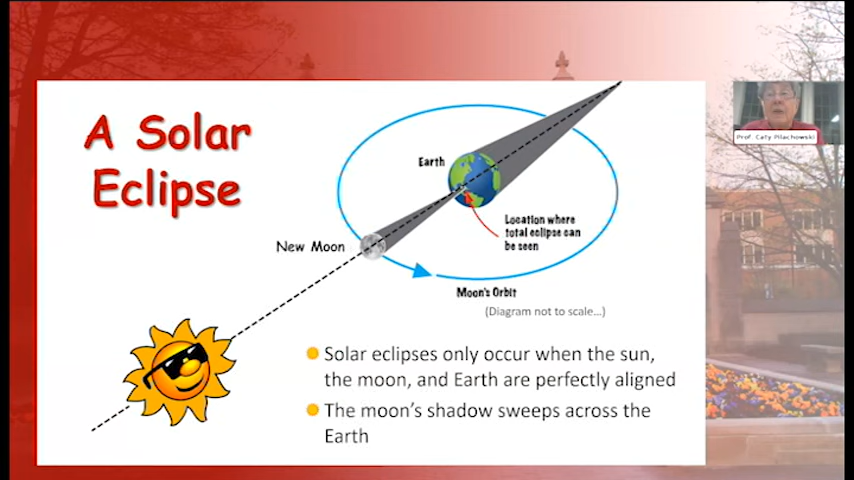 A Solar
Eclipse
Earth
Location where
total eclipse can
be seen
New Moon
Moon's Orbit
(Diagram not to scale...)
Solar eclipses only occur when the sun,
the moon, and Earth are perfectly aligned
The moon's shadow sweeps across the
Earth
Prof. Caty Pilachowski